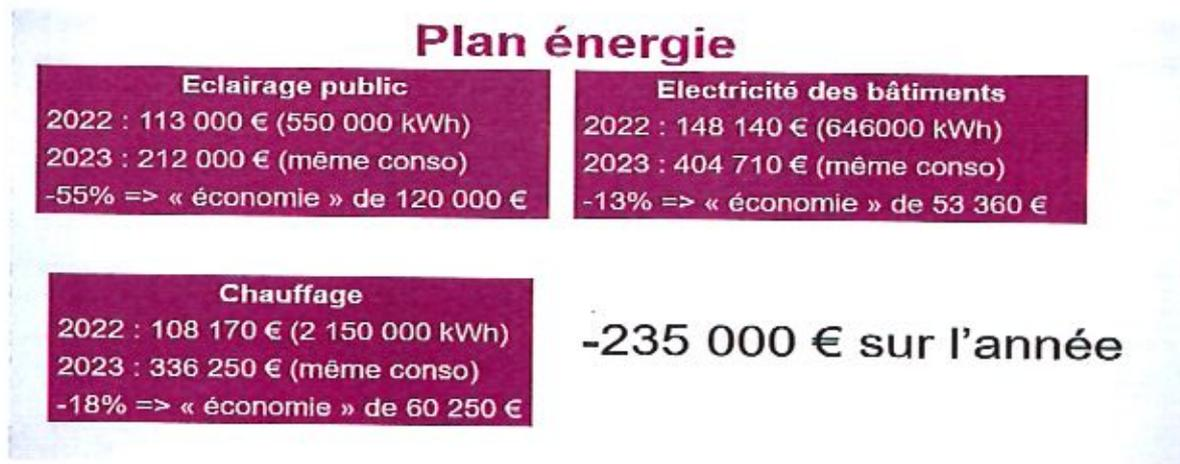 Plan énergie
Eclairage public
2022 : 113 000 € (550 000 kWh)
2023 : 212 000 € (même conso)
-55% => « économie » de 120 000 €
Electricité des bâtiments
2022 : 148 140 € (646000 kWh)
2023 : 404 710 € (même conso)
-13% => « économie » de 53 360 €
Chauffage
2022 : 108 170 € (2 150 000 kWh)
2023 : 336 250 € (même conso)
-18% => « économie » de 60 250 €
-235 000 € sur l'année